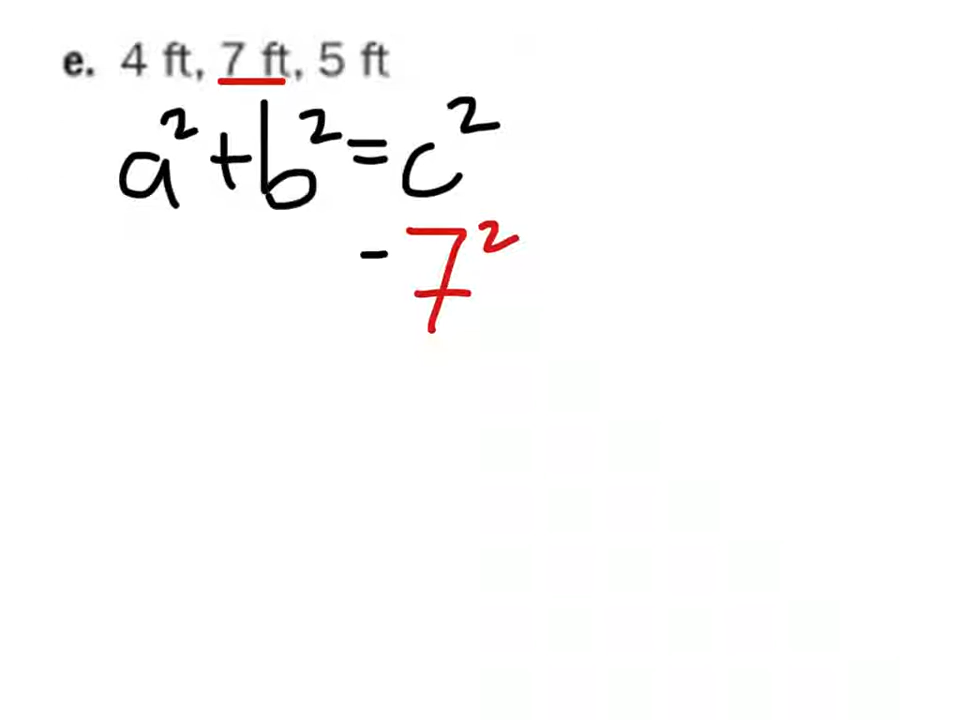 e. 4 ft, 7 ft, 5 ft
a²+b²=c²
- 7²